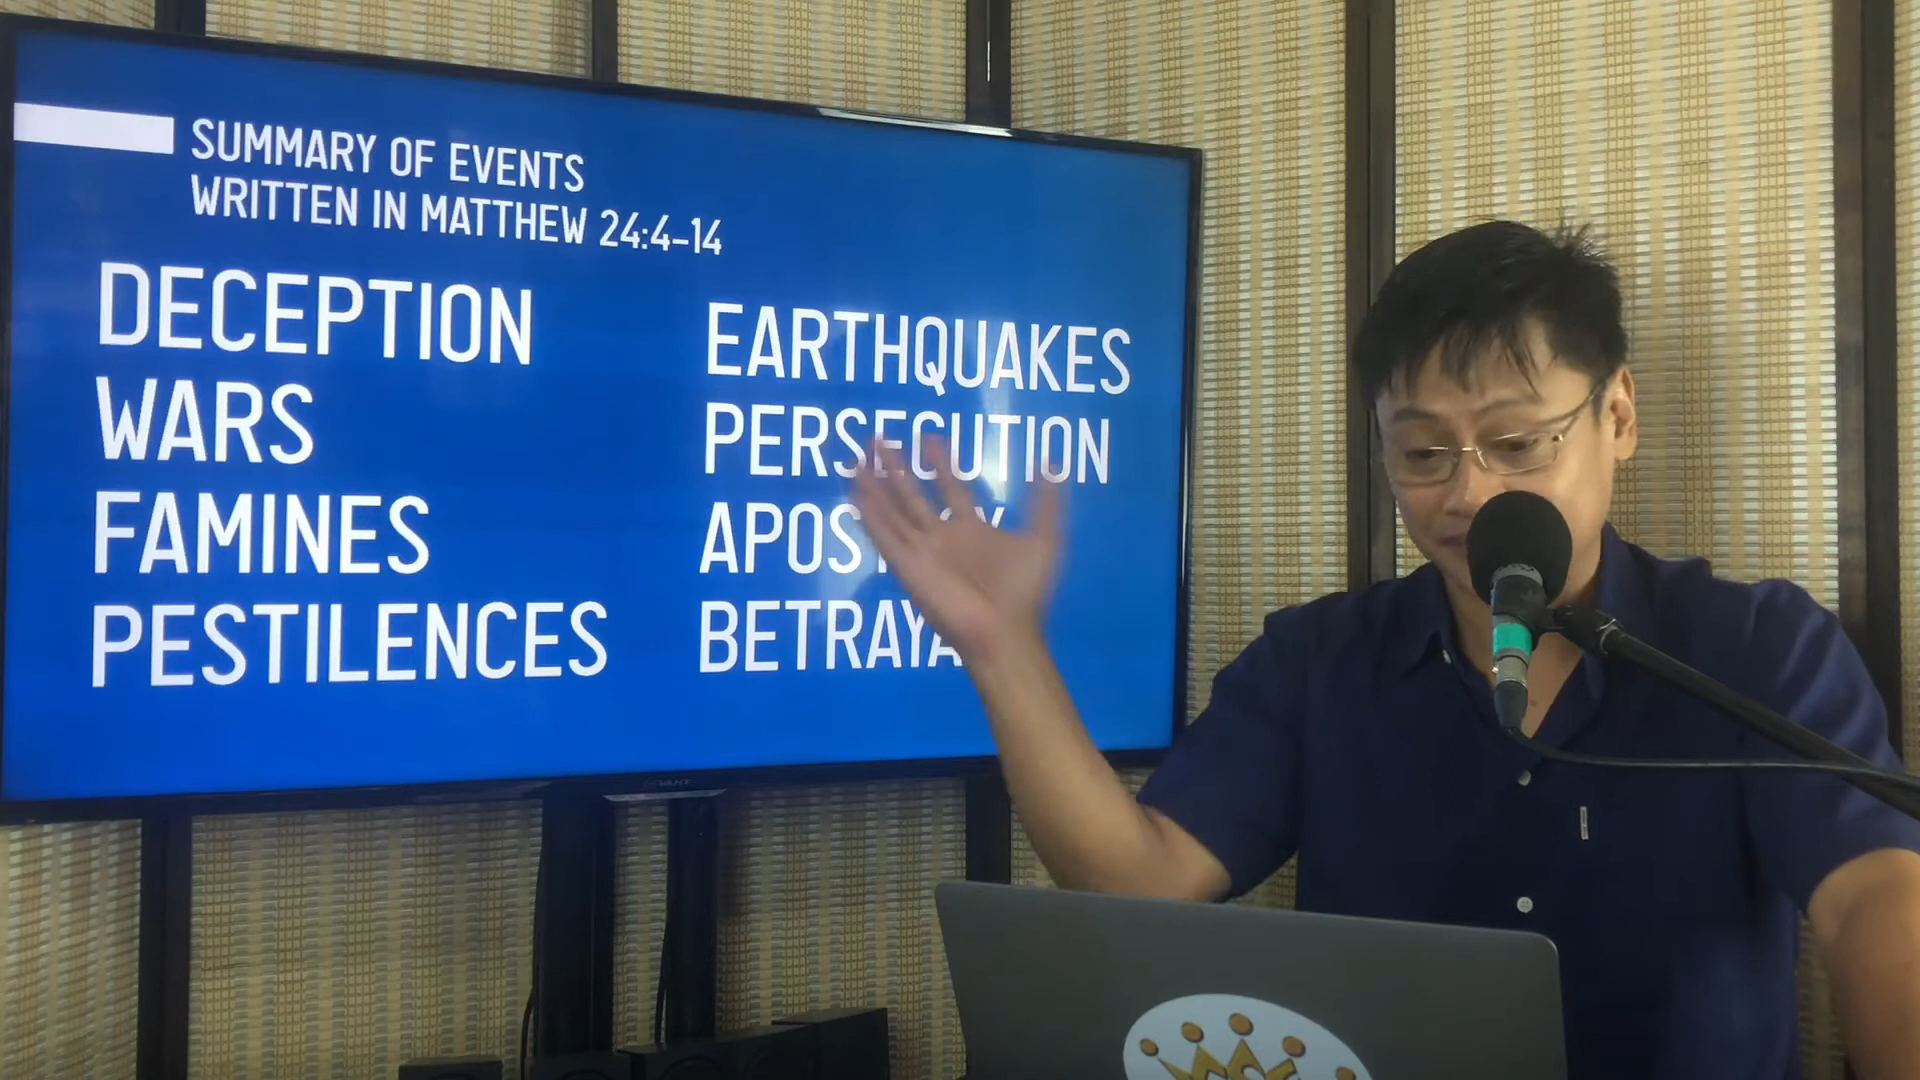 SUMMARY OF EVENTS
WRITTEN IN MATTHEW 24:4-14
DECEPTION
WARS
FAMINES
PESTILENCES
EARTHQUAKES
PERSECUTION